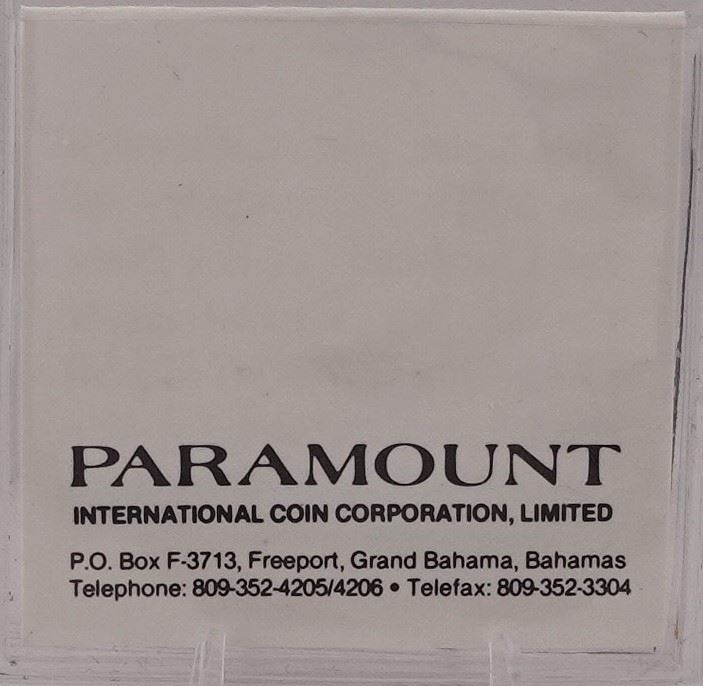 PARAMOUNT
INTERNATIONAL COIN CORPORATION, LIMITED
P.O. Box F-3713, Freeport, Grand Bahama, Bahamas
Telephone: 809-352-4205/4206 • Telefax: 809-352-3304